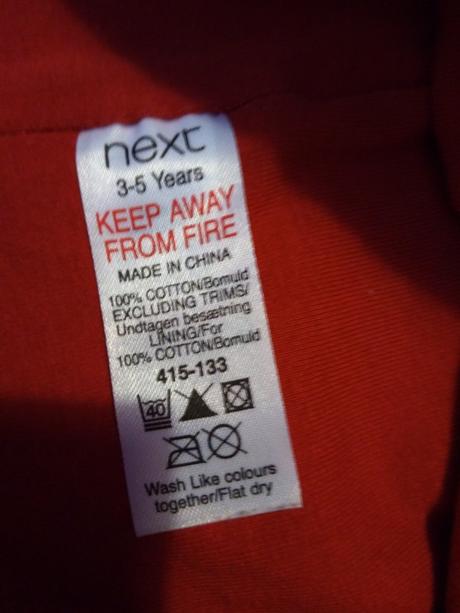 next
3-5 Years
KEEP AWAY
FROM FIRE
MADE IN CHINA
100% COTTON/Bomuld
EXCLUDING TRIMS/
Undtagen besætning
LINING/For
100% COTTON/Bomuld
415-133
40
Wash Like colours
together/Flat dry